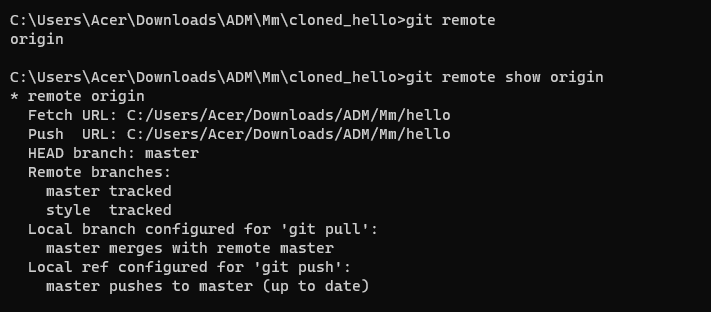 C:\Users\Acer\Downloads\ADM\Mm\cloned_hello>git remote
origin

C:\Users\Acer\Downloads\ADM\Mm\cloned_hello>git remote show origin
* remote origin
  Fetch URL: C:/Users/Acer/Downloads/ADM/Mm/hello
  Push  URL: C:/Users/Acer/Downloads/ADM/Mm/hello
  HEAD branch: master
  Remote branches:
    master tracked
    style  tracked
  Local branch configured for 'git pull':
    master merges with remote master
  Local ref configured for 'git push':
    master pushes to master (up to date)